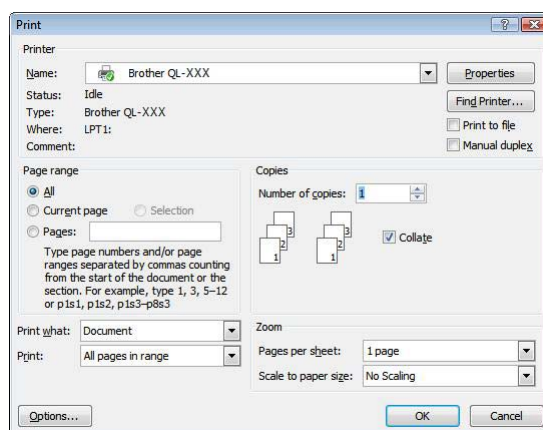 Print
Printer
Name: Brother QL-XXX
Properties
Status: Idle
Find Printer...
Type: Brother QL-XXX
Where: LPT1:
Print to file
Comment:
Manual duplex
Page range
All
Current page Selection
Pages:
Type page numbers and/or page
ranges separated by commas counting
from the start of the document or the
section. For example, type 1, 3, 5–12
or p1s1, p1s2, p1s3–p8s3
Copies
Number of copies: 1
3 3
2 2
1 1
Collate
Print what: Document
Print: All pages in range
Zoom
Pages per sheet: 1 page
Scale to paper size: No Scaling
Options...
OK
Cancel